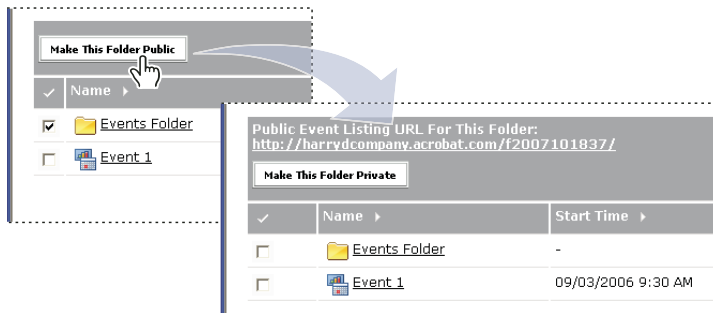 Make This Folder Public
Name
Events Folder
Event 1
Public Event Listing URL For This Folder:
http://harrydcompany.acrobat.com/f2007101837/
Make This Folder Private
Name Start Time
Events Folder -
Event 1 09/03/2006 9:30 AM